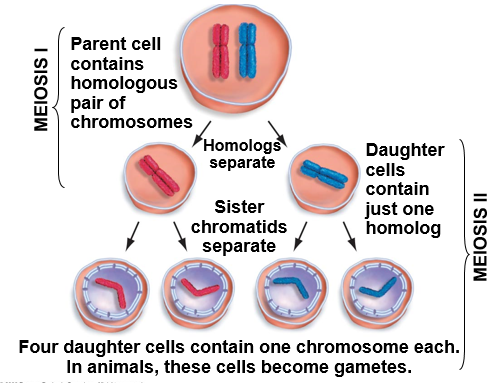 MEIOSIS I
Parent cell
contains
homologous
pair of
chromosomes
Homologs
separate
Daughter
cells
contain
just one
homolog
MEIOSIS II
Sister
chromatids
separate
Four daughter cells contain one chromosome each.
In animals, these cells become gametes.